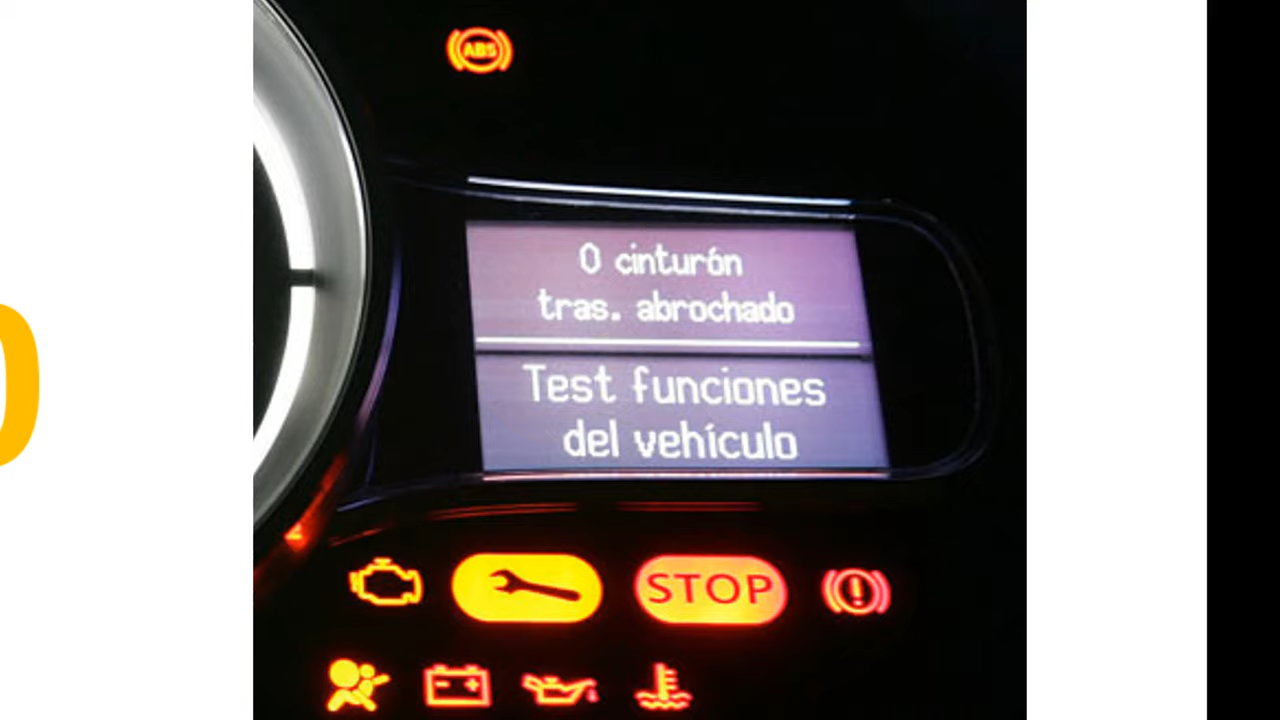 ABS
0 cinturón
tras. abrochado
Test funciones
del vehículo
STOP